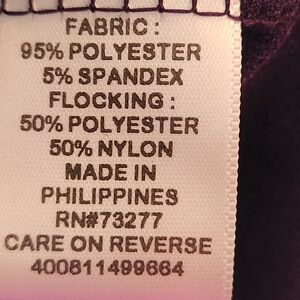 FABRIC :
95% POLYESTER
5% SPANDEX
FLOCKING :
50% POLYESTER
50% NYLON
MADE IN
PHILIPPINES
RN#73277
CARE ON REVERSE
400811499664